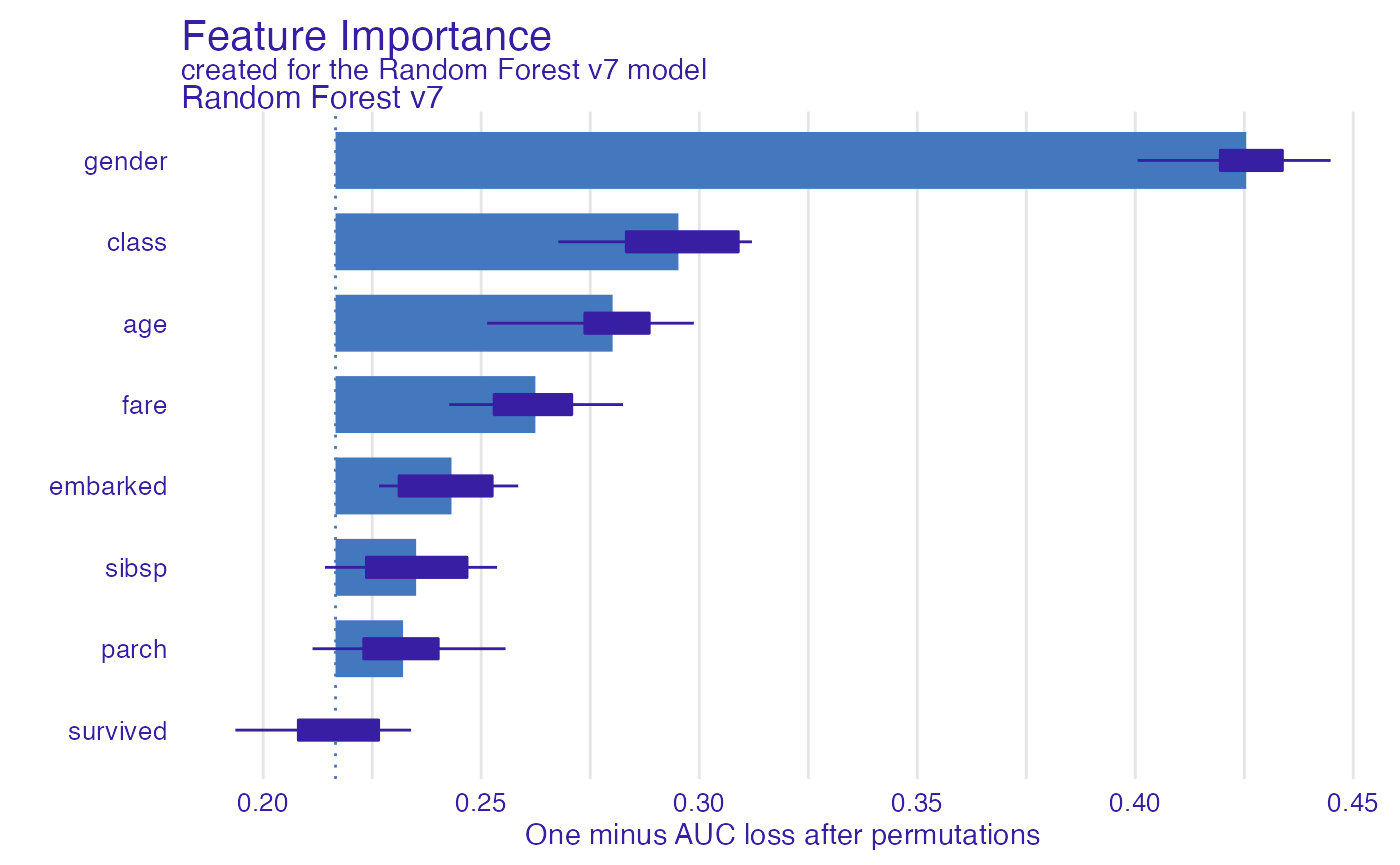 Feature Importance
created for the Random Forest v7 model
Random Forest v7
gender
class
age
fare
embarked
sibsp
parch
survived
0.20 0.25 0.30 0.35 0.40 0.45
One minus AUC loss after permutations